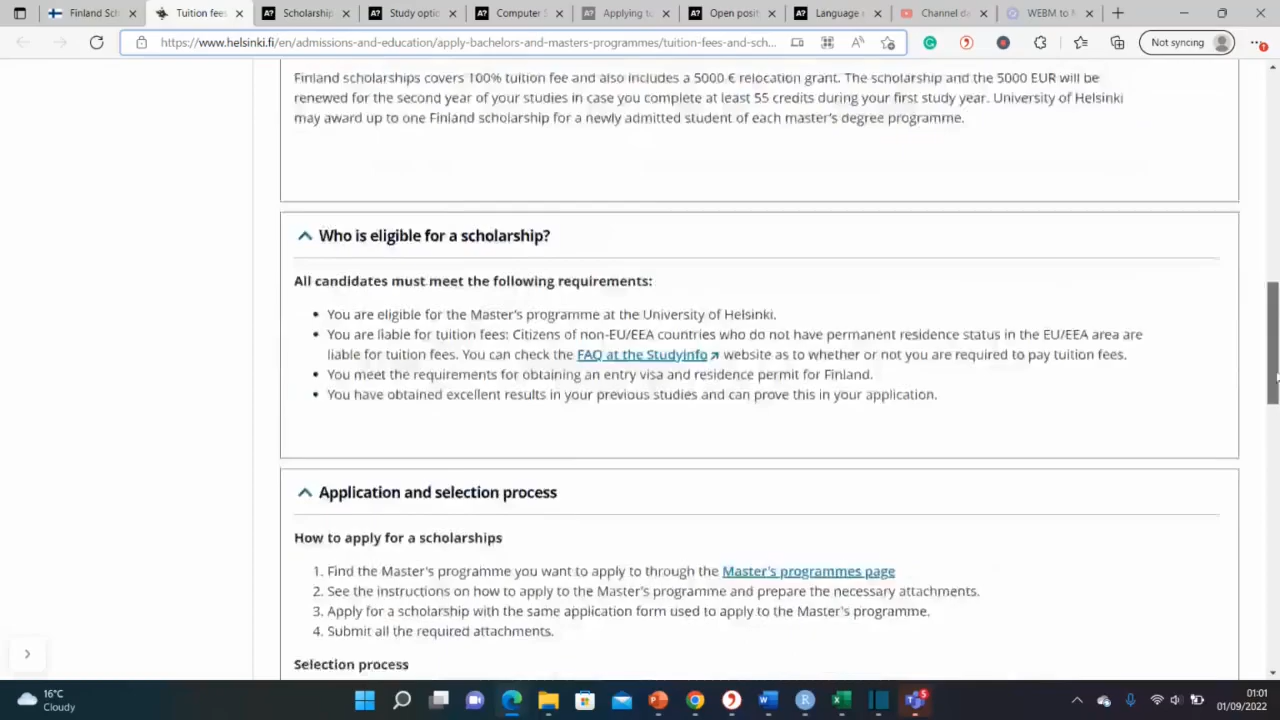 Finland Sch
Tuition fees
Scholarship
Study optio
Computer S
Applying to
Open posit
Language
Channel da
WEBM to
https://www.helsinki.fi/en/admissions-and-education/apply-bachelors-and-masters-programmes/tuition-fees-and-sch...
Not syncing
Finland scholarships covers 100% tuition fee and also includes a 5000 € relocation grant. The scholarship and the 5000 EUR will be
renewed for the second year of your studies in case you complete at least 55 credits during your first study year. University of Helsinki
may award up to one Finland scholarship for a newly admitted student of each master's degree programme.
Who is eligible for a scholarship?
All candidates must meet the following requirements:
• You are eligible for the Master's programme at the University of Helsinki.
• You are liable for tuition fees: Citizens of non-EU/EEA countries who do not have permanent residence status in the EU/EEA area are
liable for tuition fees. You can check the FAQ at the Studyinfo website as to whether or not you are required to pay tuition fees.
• You meet the requirements for obtaining an entry visa and residence permit for Finland.
• You have obtained excellent results in your previous studies and can prove this in your application.
Application and selection process
How to apply for a scholarships
1. Find the Master's programme you want to apply to through the Master's programmes page
2. See the instructions on how to apply to the Master's programme and prepare the necessary attachments.
3. Apply for a scholarship with the same application form used to apply to the Master's programme.
4. Submit all the required attachments.
Selection process
16°C
Cloudy
01:01
01/09/2022